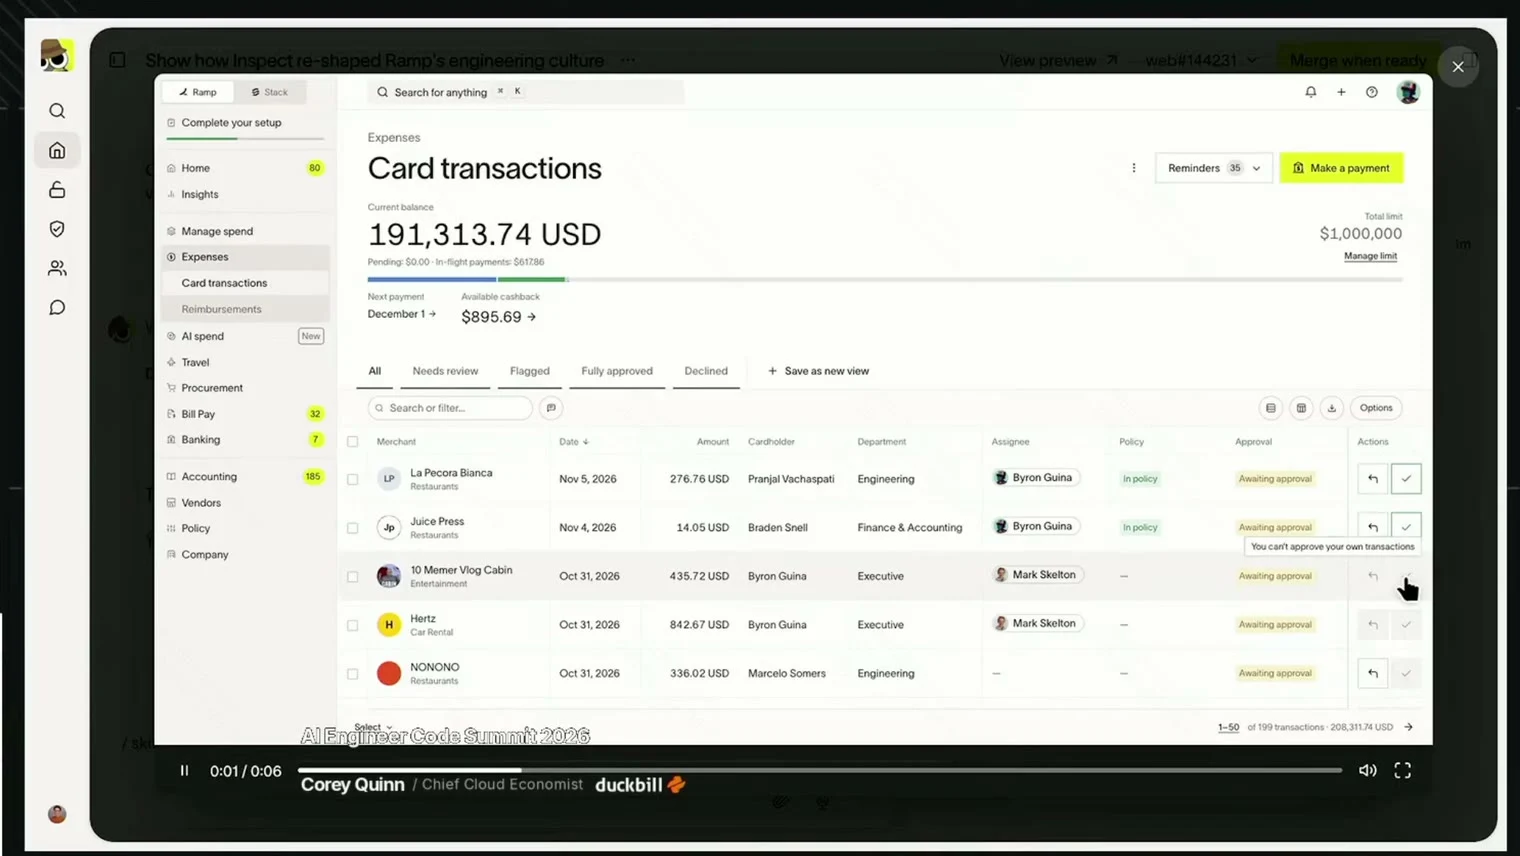 Show how Inspect re-shaped Ramp's engineering culture ...
View preview ↗
web#144231
Merge when ready
Ramp
Stack
Search for anything
⌘ K
Complete your setup
Home 80
Insights
Manage spend
Expenses
Card transactions
Reimbursements
AI spend New
Travel
Procurement
Bill Pay 32
Banking 7
Accounting 185
Vendors
Policy
Company
Expenses
Card transactions
Reminders 35
Make a payment
Current balance
191,313.74 USD
Pending: $0.00 · In-flight payments: $617.86
Total limit
$1,000,000
Manage limit
Next payment
December 1 →
Available cashback
$895.69 →
All
Needs review
Flagged
Fully approved
Declined
+ Save as new view
Search or filter...
Options
Merchant Date ↓ Amount Cardholder Department Assignee Policy Approval Actions
LP La Pecora Bianca Nov 5, 2026 276.76 USD Pranjal Vachaspati Engineering Byron Guina In policy Awaiting approval
Restaurants
Jp Juice Press Nov 4, 2026 14.05 USD Braden Snell Finance & Accounting Byron Guina In policy Awaiting approval
Restaurants
You can't approve your own transactions
10 Memer Vlog Cabin Oct 31, 2026 435.72 USD Byron Guina Executive Mark Skelton — Awaiting approval
Entertainment
H Hertz Oct 31, 2026 842.67 USD Byron Guina Executive Mark Skelton — Awaiting approval
Car Rental
NONONO Oct 31, 2026 336.02 USD Marcelo Somers Engineering — — Awaiting approval
Restaurants
Select
1–50 of 199 transactions · 208,311.74 USD →
AI Engineer Code Summit 2026
0:01 / 0:06
Corey Quinn / Chief Cloud Economist duckbill
1m